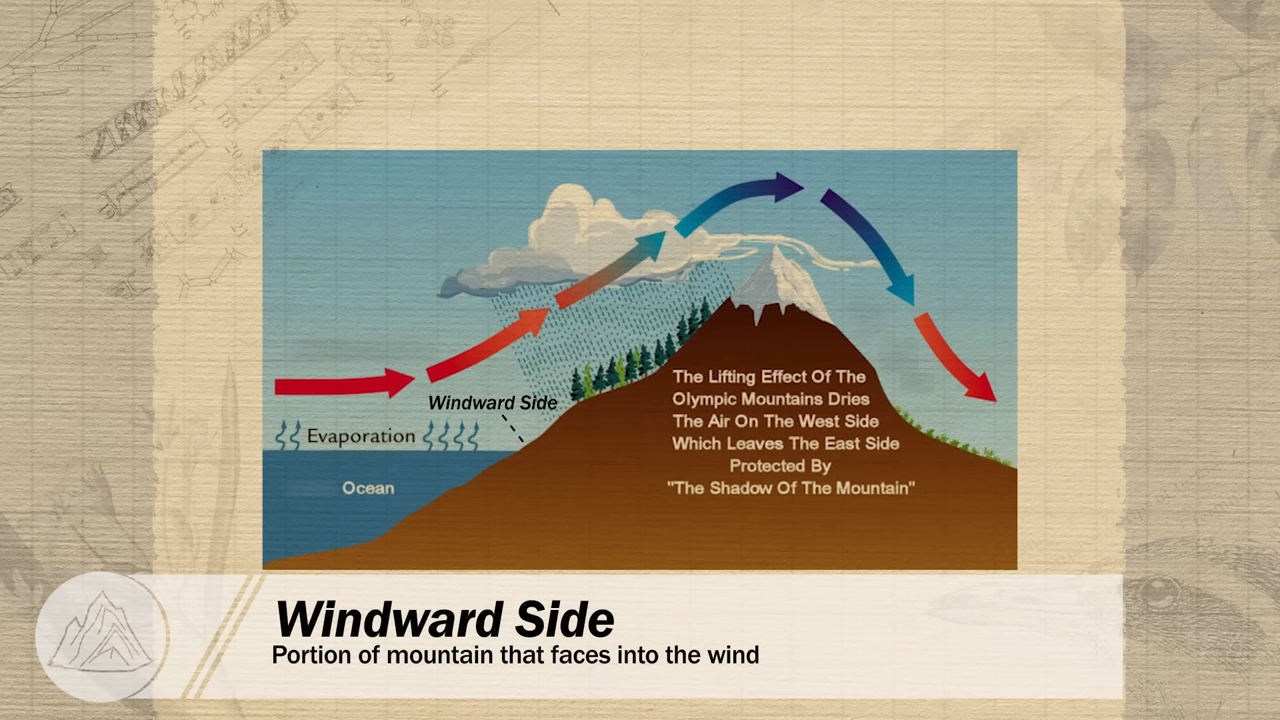 Windward Side
Evaporation
Ocean
The Lifting Effect Of The
Olympic Mountains Dries
The Air On The West Side
Which Leaves The East Side
Protected By
"The Shadow Of The Mountain"
Windward Side
Portion of mountain that faces into the wind